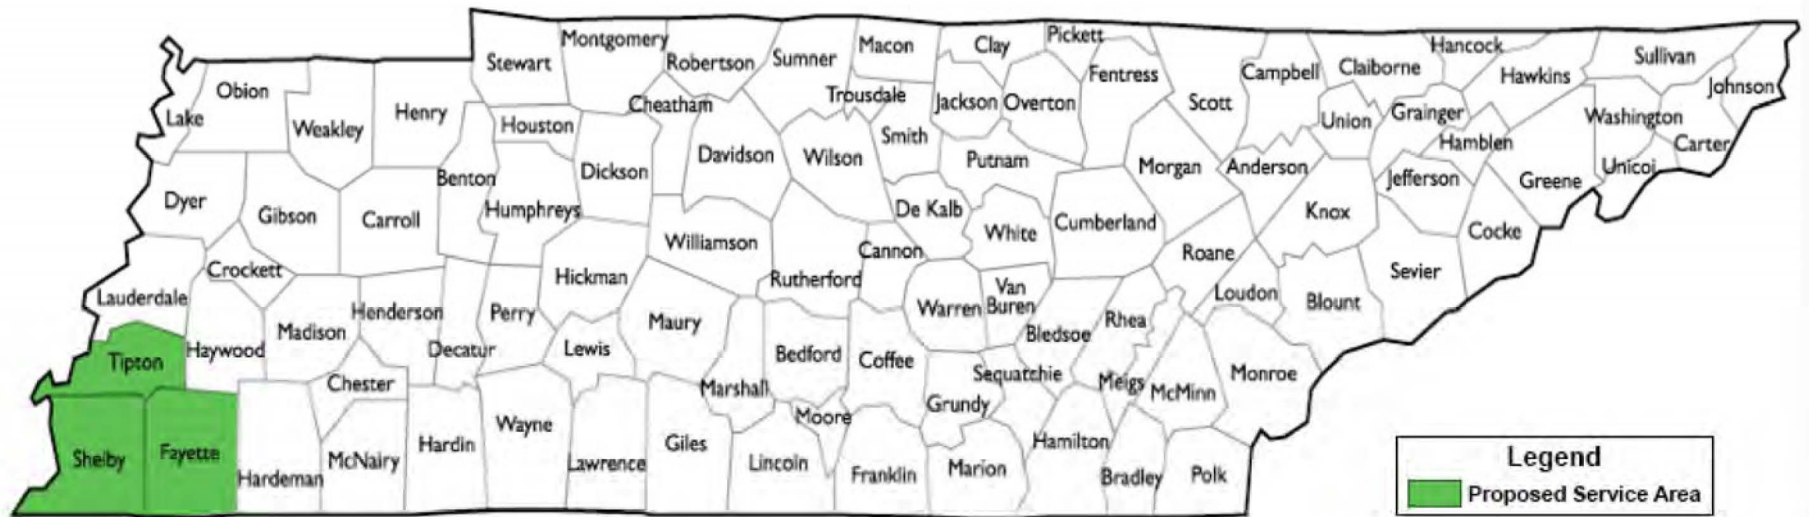 Pickett
Montgomery
Macon
Clay
Hancock
Stewart
Robertson
Sumner
Fentress
Campbell
Claiborne
Hawkins
Sullivan
Obion
Johnson
Lake
Weakley
Henry
Houston
Cheatham
Trousdale
Jackson
Overton
Scott
Union
Grainger
Washington
Smith
Hamblen
Carter
Dickson
Davidson
Wilson
Putnam
Morgan
Anderson
Jefferson
Greene
Unicoi
Dyer
Gibson
Carroll
Benton
Humphreys
De Kalb
White
Cumberland
Knox
Cocke
Williamson
Cannon
Roane
Crockett
Hickman
Rutherford
Sevier
Lauderdale
Henderson
Perry
Maury
Warren
Van
Buren
Bledsoe
Rhea
Loudon
Blount
Madison
Tipton
Haywood
Decatur
Lewis
Bedford
Coffee
Sequatchie
Meigs
McMinn
Monroe
Chester
Marshall
Moore
Grundy
Shelby
Fayette
Hardeman
McNairy
Hardin
Wayne
Lawrence
Giles
Lincoln
Franklin
Marion
Hamilton
Bradley
Polk
Legend
Proposed Service Area